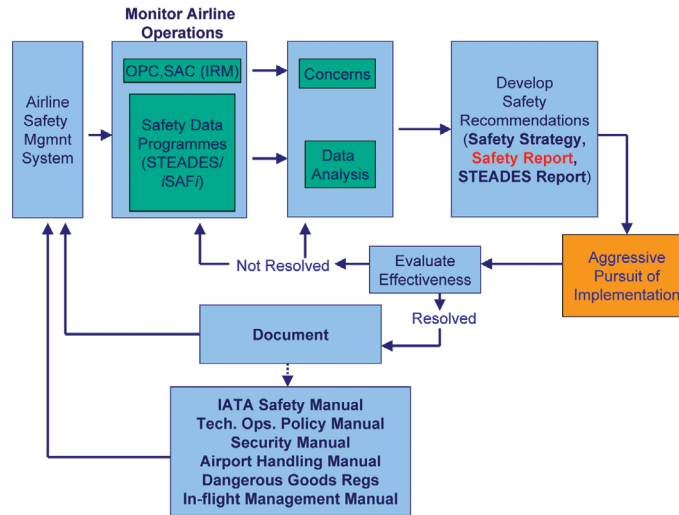 Monitor Airline
Operations
Airline
Safety
Mgmnt
System
OPC,SAC (IRM)
Safety Data
Programmes
(STEADES/
iSAFi)
Concerns
Data
Analysis
Develop
Safety
Recommendations
(Safety Strategy,
Safety Report,
STEADES Report)
Aggressive
Pursuit of
Implementation
Evaluate
Effectiveness
Not Resolved
Resolved
Document
IATA Safety Manual
Tech. Ops. Policy Manual
Security Manual
Airport Handling Manual
Dangerous Goods Regs
In-flight Management Manual